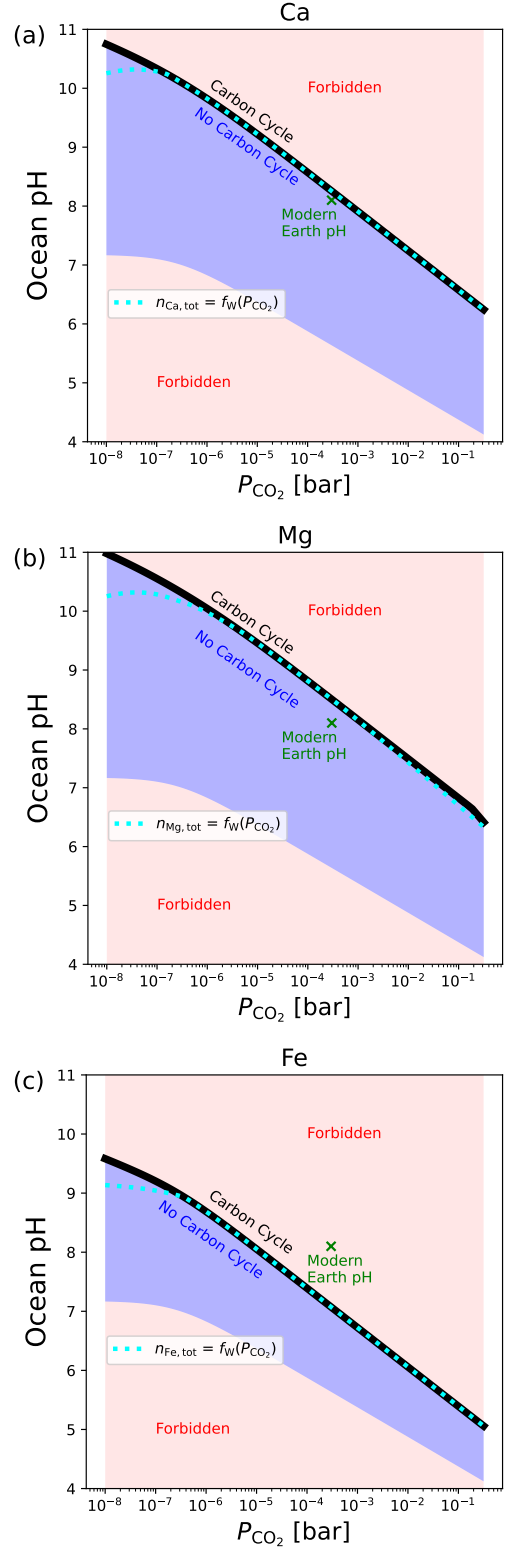 (a)
Ca
11
10
9
8
7
6
5
4
Ocean pH
Forbidden
Carbon Cycle
No Carbon Cycle
Modern
Earth pH
n_Ca, tot = f_W(P_CO₂)
Forbidden
10⁻⁸ 10⁻⁷ 10⁻⁶ 10⁻⁵ 10⁻⁴ 10⁻³ 10⁻² 10⁻¹
P_CO₂ [bar]
(b)
Mg
11
10
9
8
7
6
5
4
Ocean pH
Forbidden
Carbon Cycle
No Carbon Cycle
Modern
Earth pH
n_Mg, tot = f_W(P_CO₂)
Forbidden
10⁻⁸ 10⁻⁷ 10⁻⁶ 10⁻⁵ 10⁻⁴ 10⁻³ 10⁻² 10⁻¹
P_CO₂ [bar]
(c)
Fe
11
10
9
8
7
6
5
4
Ocean pH
Forbidden
Carbon Cycle
No Carbon Cycle
Modern
Earth pH
n_Fe, tot = f_W(P_CO₂)
Forbidden
10⁻⁸ 10⁻⁷ 10⁻⁶ 10⁻⁵ 10⁻⁴ 10⁻³ 10⁻² 10⁻¹
P_CO₂ [bar]